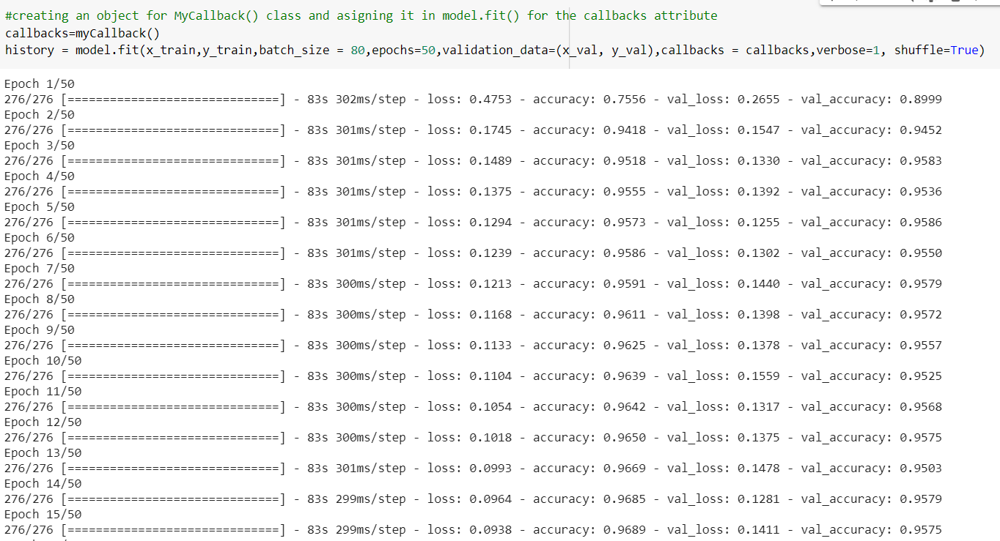 #creating an object for MyCallback() class and asigning it in model.fit() for the callbacks attribute
callbacks=myCallback()
history = model.fit(x_train,y_train,batch_size = 80,epochs=50,validation_data=(x_val, y_val),callbacks = callbacks,verbose=1, shuffle=True)
Epoch 1/50
276/276 [==============================] - 83s 302ms/step - loss: 0.4753 - accuracy: 0.7556 - val_loss: 0.2655 - val_accuracy: 0.8999
Epoch 2/50
276/276 [==============================] - 83s 301ms/step - loss: 0.1745 - accuracy: 0.9418 - val_loss: 0.1547 - val_accuracy: 0.9452
Epoch 3/50
276/276 [==============================] - 83s 301ms/step - loss: 0.1489 - accuracy: 0.9518 - val_loss: 0.1330 - val_accuracy: 0.9583
Epoch 4/50
276/276 [==============================] - 83s 301ms/step - loss: 0.1375 - accuracy: 0.9555 - val_loss: 0.1392 - val_accuracy: 0.9536
Epoch 5/50
276/276 [==============================] - 83s 301ms/step - loss: 0.1294 - accuracy: 0.9573 - val_loss: 0.1255 - val_accuracy: 0.9586
Epoch 6/50
276/276 [==============================] - 83s 301ms/step - loss: 0.1239 - accuracy: 0.9586 - val_loss: 0.1302 - val_accuracy: 0.9550
Epoch 7/50
276/276 [==============================] - 83s 300ms/step - loss: 0.1213 - accuracy: 0.9591 - val_loss: 0.1440 - val_accuracy: 0.9579
Epoch 8/50
276/276 [==============================] - 83s 300ms/step - loss: 0.1168 - accuracy: 0.9611 - val_loss: 0.1398 - val_accuracy: 0.9572
Epoch 9/50
276/276 [==============================] - 83s 300ms/step - loss: 0.1133 - accuracy: 0.9625 - val_loss: 0.1378 - val_accuracy: 0.9557
Epoch 10/50
276/276 [==============================] - 83s 300ms/step - loss: 0.1104 - accuracy: 0.9639 - val_loss: 0.1559 - val_accuracy: 0.9525
Epoch 11/50
276/276 [==============================] - 83s 300ms/step - loss: 0.1054 - accuracy: 0.9642 - val_loss: 0.1317 - val_accuracy: 0.9568
Epoch 12/50
276/276 [==============================] - 83s 300ms/step - loss: 0.1018 - accuracy: 0.9650 - val_loss: 0.1375 - val_accuracy: 0.9575
Epoch 13/50
276/276 [==============================] - 83s 301ms/step - loss: 0.0993 - accuracy: 0.9669 - val_loss: 0.1478 - val_accuracy: 0.9503
Epoch 14/50
276/276 [==============================] - 83s 299ms/step - loss: 0.0964 - accuracy: 0.9685 - val_loss: 0.1281 - val_accuracy: 0.9579
Epoch 15/50
276/276 [==============================] - 83s 299ms/step - loss: 0.0938 - accuracy: 0.9689 - val_loss: 0.1411 - val_accuracy: 0.9575